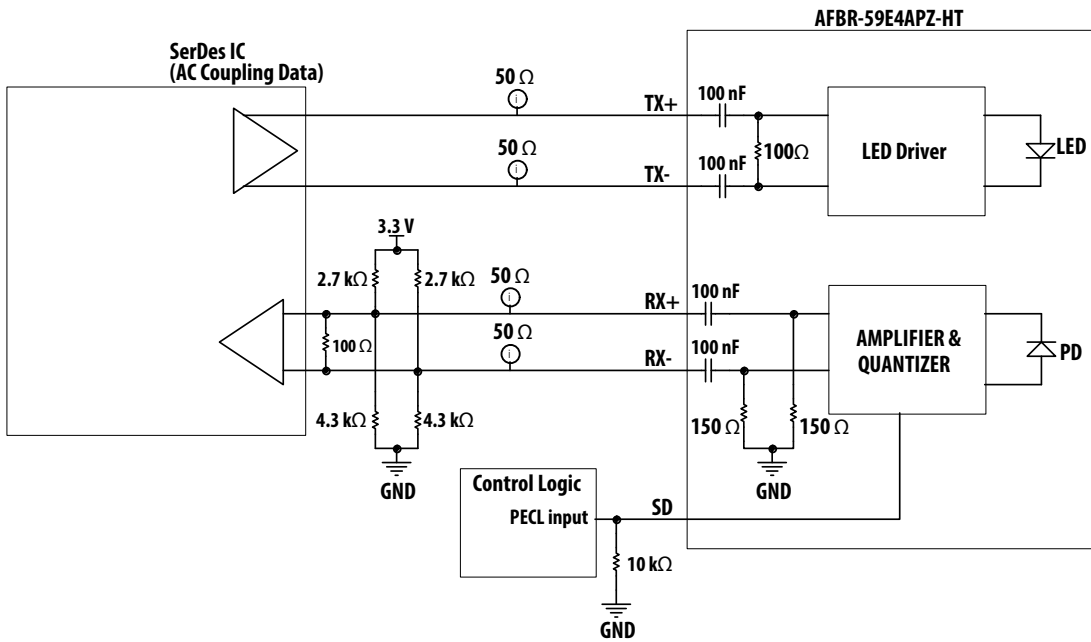 AFBR-59E4APZ-HT
SerDes IC
(AC Coupling Data)
50 Ω
TX+
100 nF
i
50 Ω
TX-
100 nF
i
100Ω
LED Driver
LED
3.3 V
2.7 kΩ
2.7 kΩ
50 Ω
RX+
100 nF
i
50 Ω
RX-
100 nF
i
100 Ω
AMPLIFIER &
QUANTIZER
PD
4.3 kΩ
4.3 kΩ
150 Ω
150 Ω
GND
GND
Control Logic
PECL input
SD
10 kΩ
GND